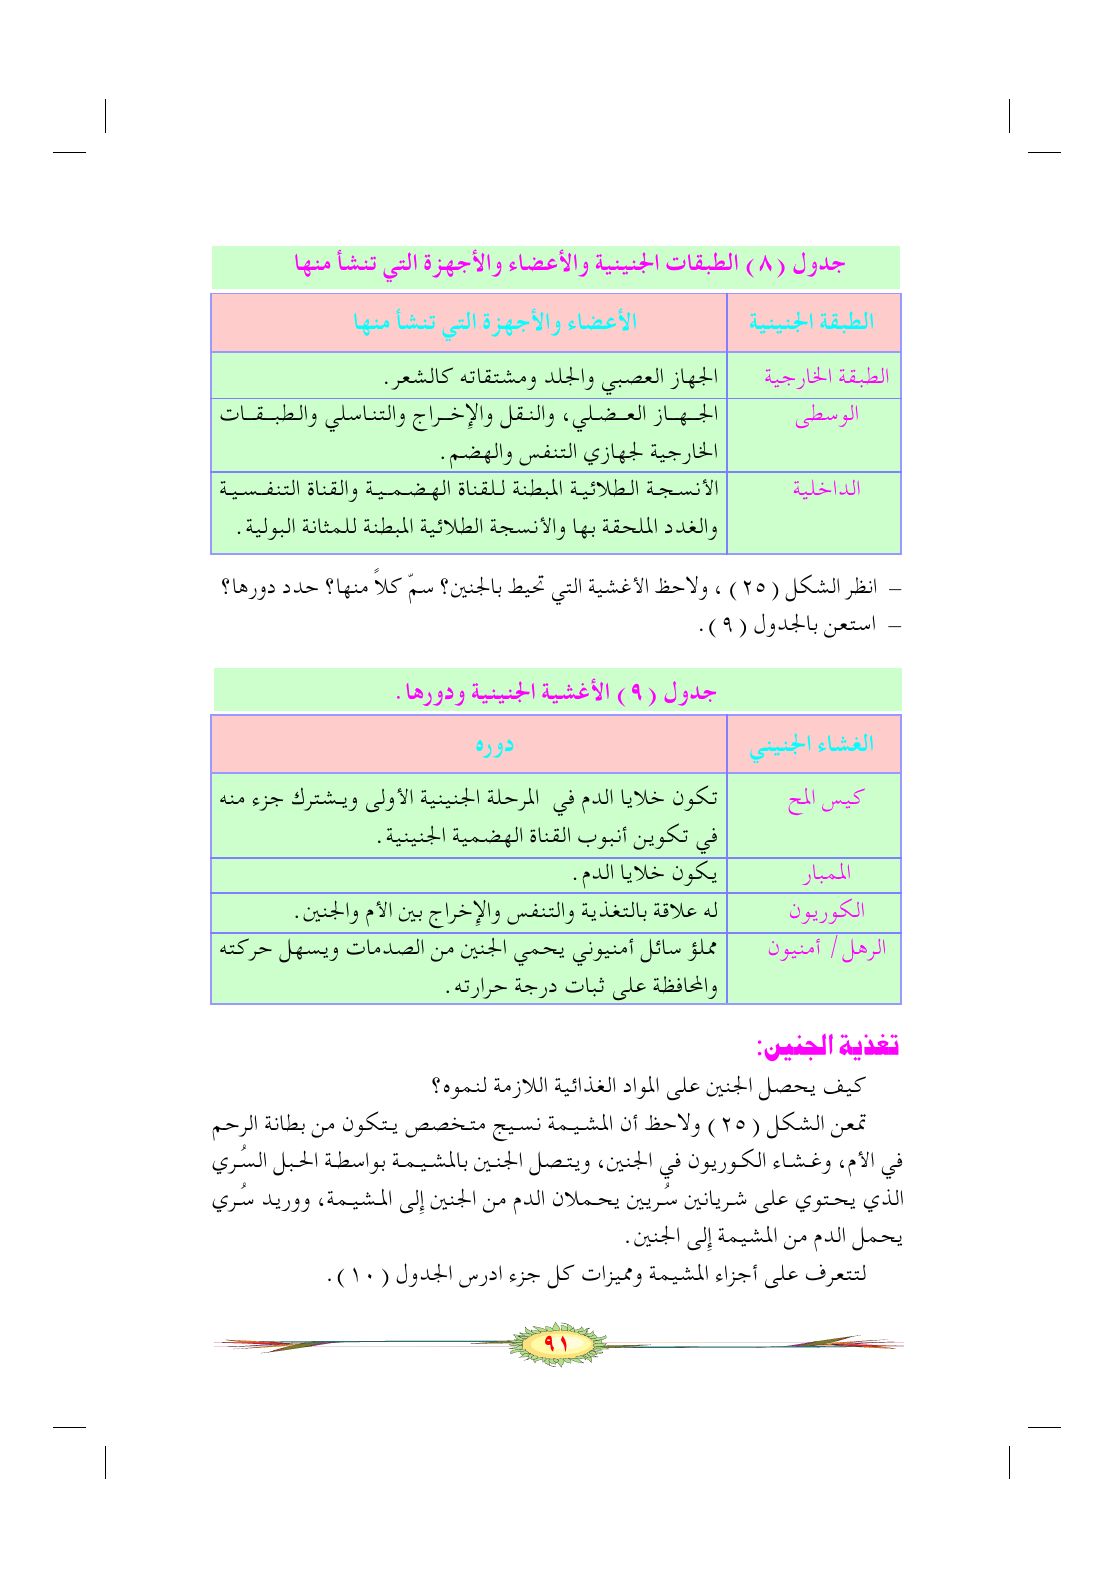 جدول ( ٨ ) الطبقات الجنينية والأعضاء والأجهزة التي تنشأ منها
الطبقة الجنينية
الأعضاء والأجهزة التي تنشأ منها
الطبقة الخارجية
الجهاز العصبي والجلد ومشتقاته كالشعر.
الوسطى
الجـهـاز العـضـلي، والنـقل والإخـراج والتنـاسلي والـطبـقـات
الخارجية لجهازي التنفس والهضم.
الداخلية
الأنسجة الطلائية المبطنة للقناة الهضمية والقناة التنفسية
والغدد الملحقة بها والأنسجة الطلائية المبطنة للمثانة البولية.
– انظر الشكل ( ٢٥ ) ، ولاحظ الأغشية التي تحيط بالجنين؟ سمّ كلاً منها؟ حدد دورها؟
– استعن بالجدول ( ٩ ).
جدول ( ٩ ) الأغشية الجنينية ودورها.
الغشاء الجنيني
دوره
كيس المح
تكون خلايا الدم في المرحلة الجنينية الأولى ويشترك جزء منه
في تكوين أنبوب القناة الهضمية الجنينية.
الممبار
يكون خلايا الدم.
الكوريون
له علاقة بالتغذية والتنفس والإخراج بين الأم والجنين.
الرهل/ أمنيون
مملؤ سائل أمنيوني يحمي الجنين من الصدمات ويسهل حركته
والمحافظة على ثبات درجة حرارته.
تغذية الجنين:
كيف يحصل الجنين على المواد الغذائية اللازمة لنموه؟
تمعن الشكل ( ٢٥ ) ولاحظ أن المشيمة نسيج متخصص يتكون من بطانة الرحم
في الأم، وغشاء الكوريون في الجنين، ويتصل الجنين بالمشيمة بواسطة الحبل السُري
الذي يحتوي على شريانين سُريين يحملان الدم من الجنين إلى المشيمة، ووريد سُري
يحمل الدم من المشيمة إلى الجنين.
لتتعرف على أجزاء المشيمة ومميزات كل جزء ادرس الجدول ( ١٠ ).
٩١